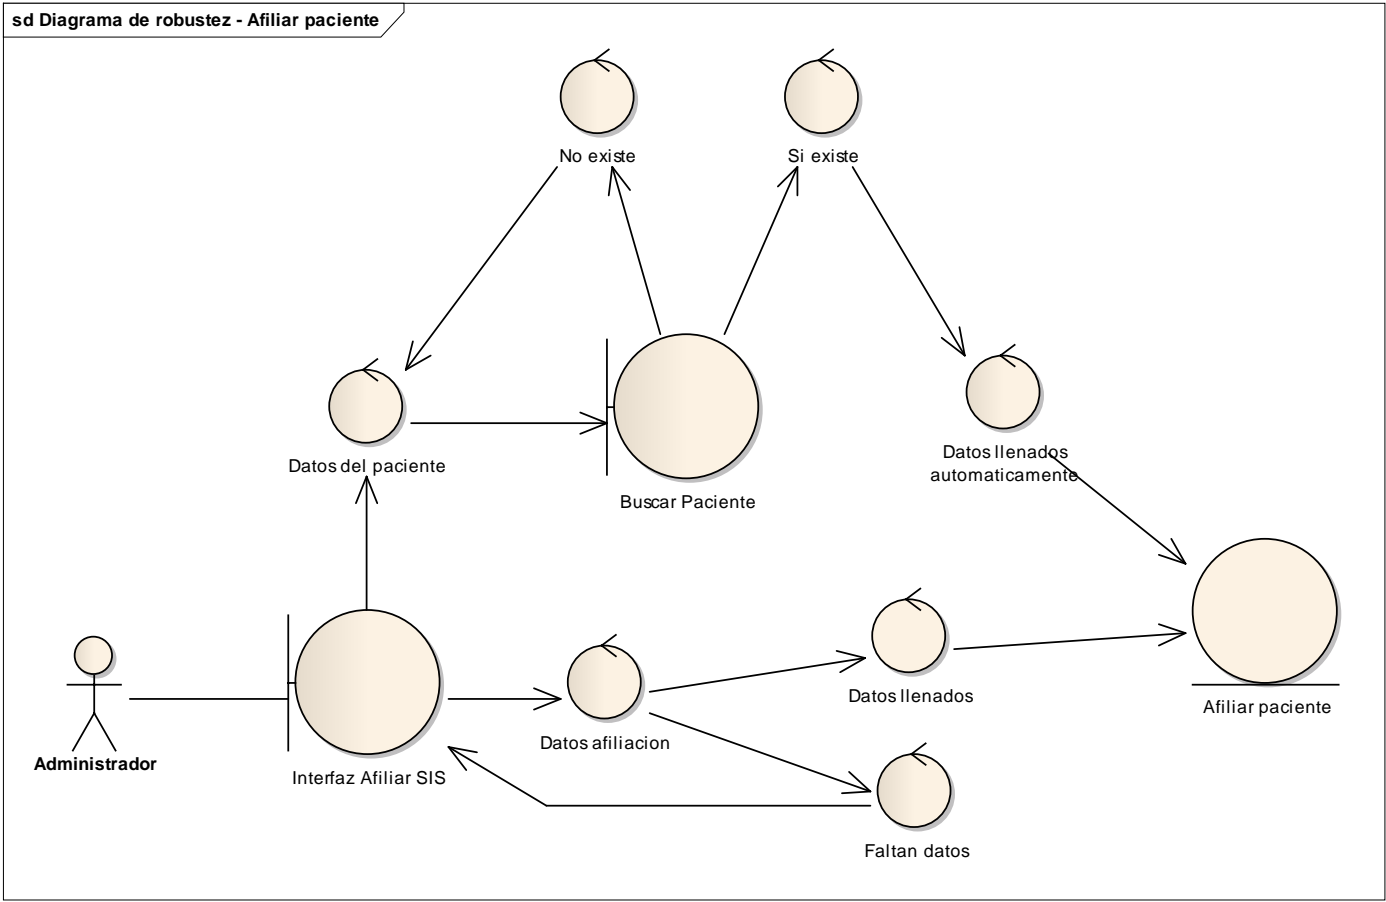 sd Diagrama de robustez - Afiliar paciente
No existe
Si existe
Datos del paciente
Buscar Paciente
Datos llenados
automaticamente
Administrador
Interfaz Afiliar SIS
Datos afiliacion
Datos llenados
Afiliar paciente
Faltan datos